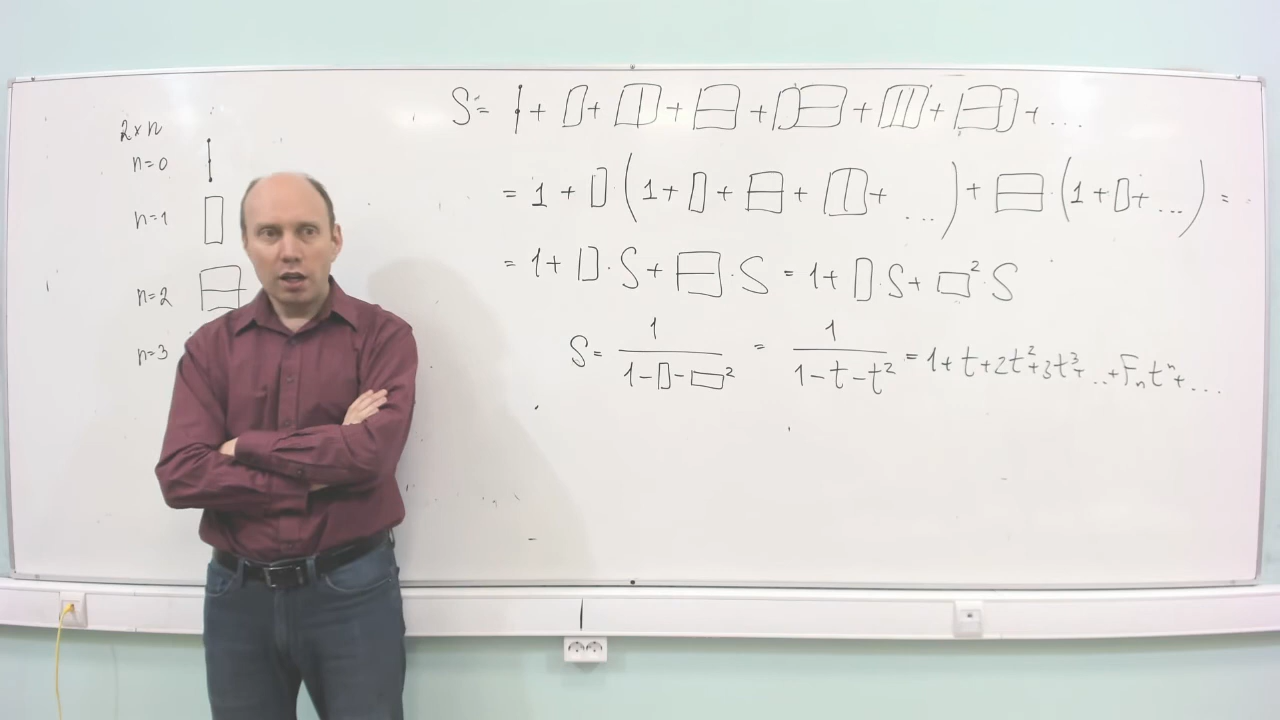 2×n
n=0
n=1
n=2
n=3
S = | + ▯ + ▯▯ + ⊟ + ▯⊟ + ▯▯▯ + ⊟▯ + ...
= 1 + ▯ (1 + ▯ + ⊟ + ▯▯ + ...) + ⊟ · (1 + ▯ + ...) =
= 1 + ▯ · S + ⊟ · S = 1 + ▯ · S + ▭² · S
S = 1/(1-▯-▭²) = 1/(1-t-t²) = 1+t+2t²+3t³+..+Fₙtⁿ+....